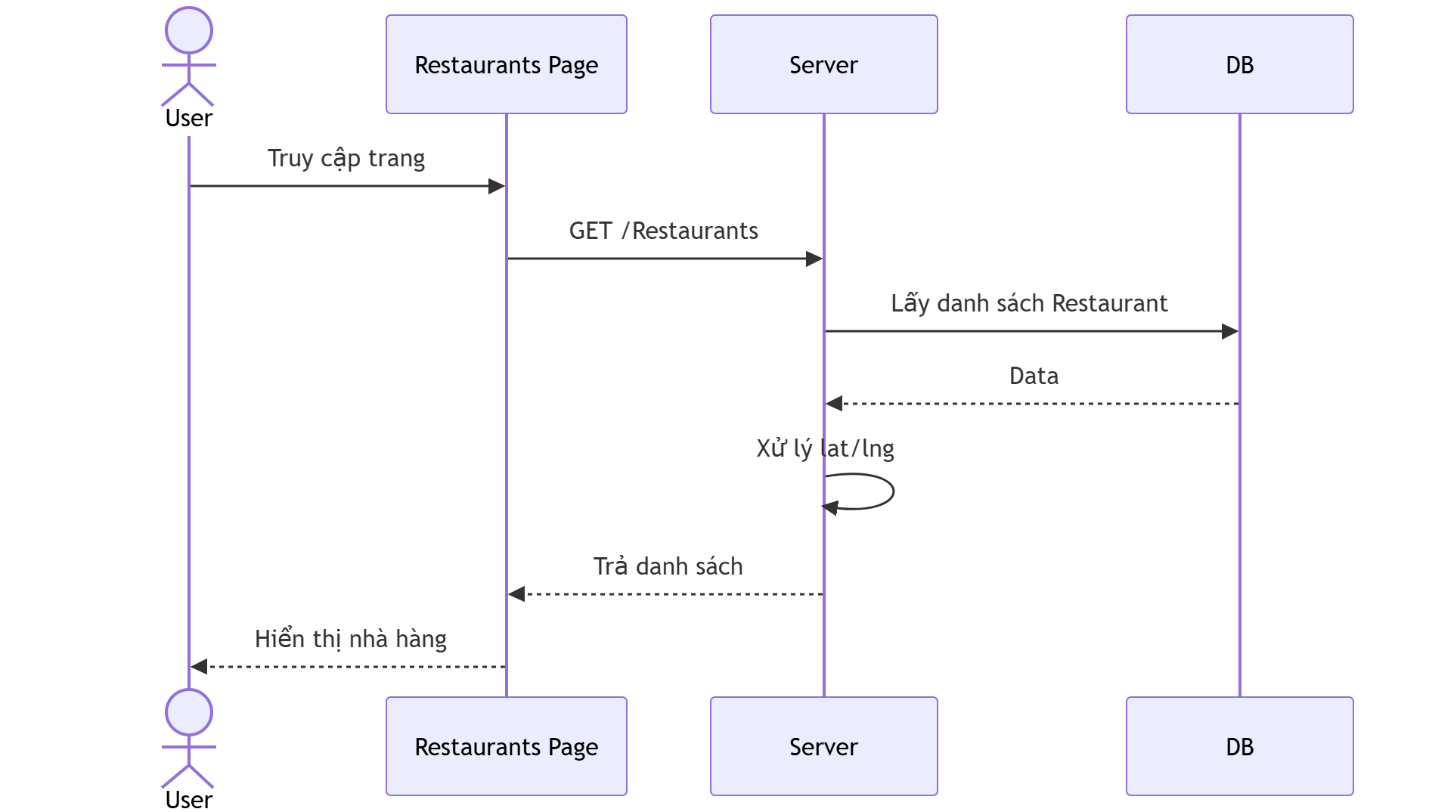 User
Restaurants Page
Server
DB
Truy cập trang
GET /Restaurants
Lấy danh sách Restaurant
Data
Xử lý lat/lng
Trả danh sách
Hiển thị nhà hàng
User
Restaurants Page
Server
DB